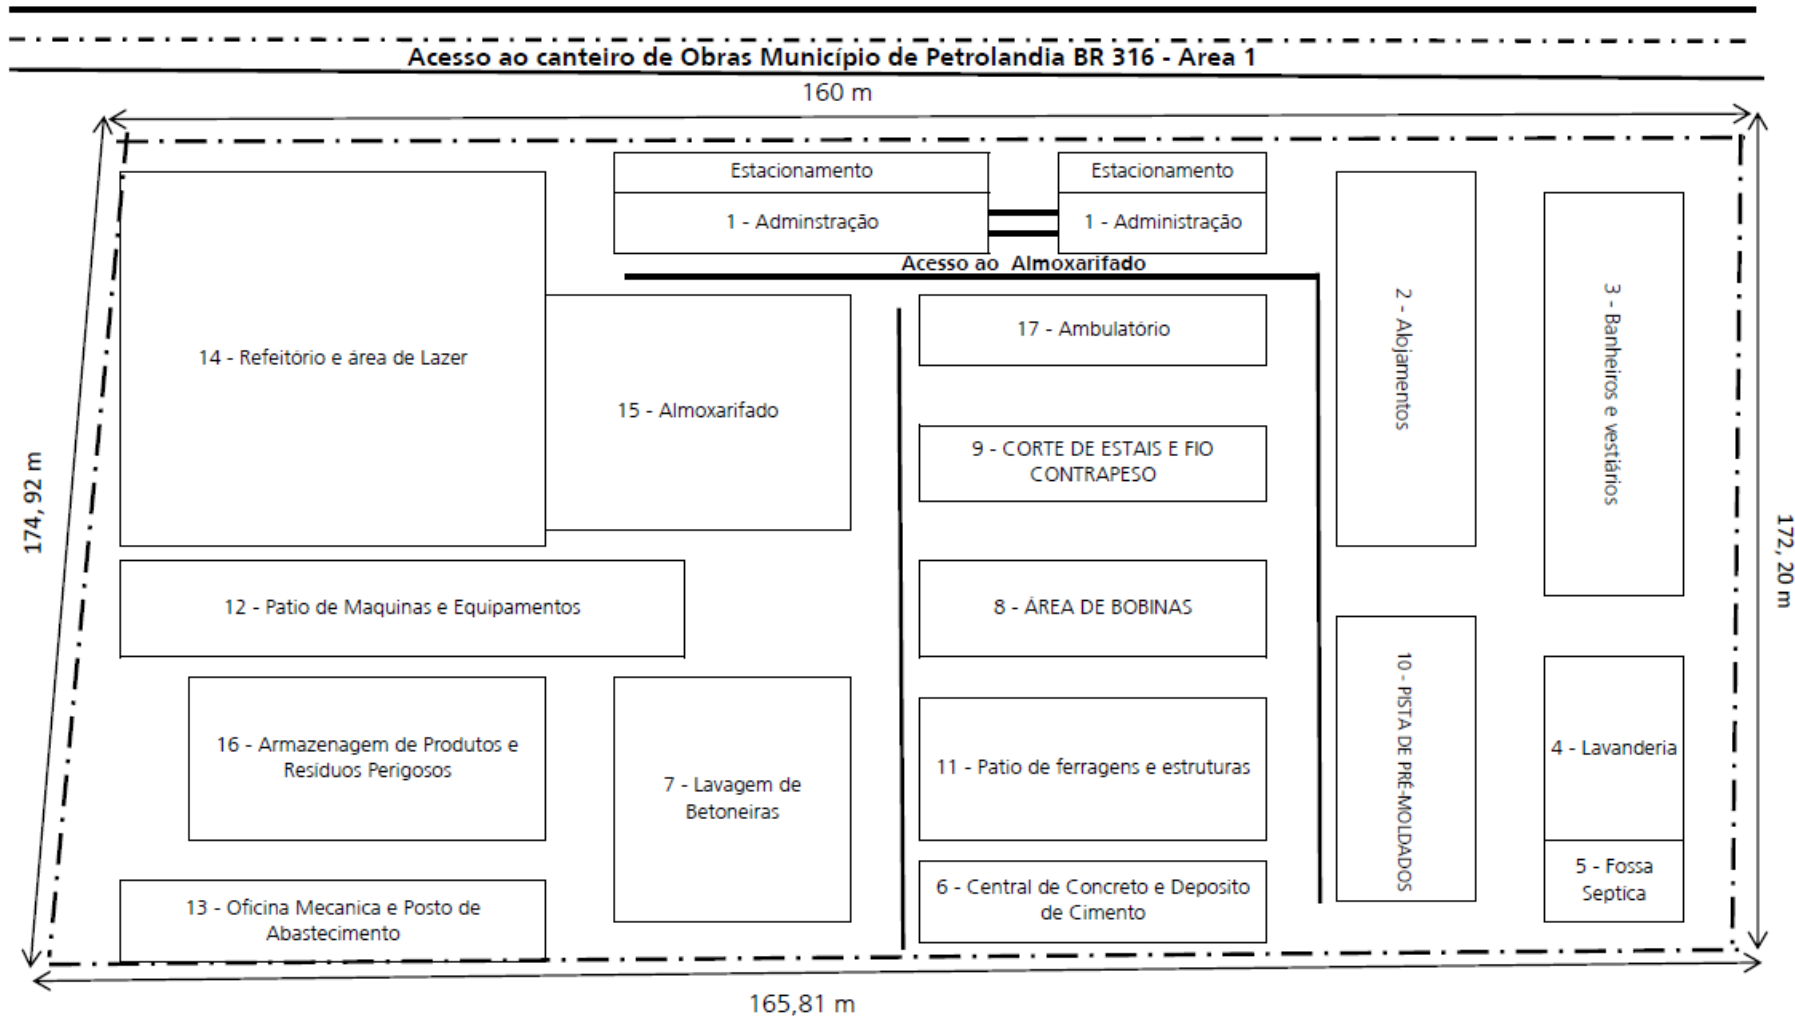 Acesso ao canteiro de Obras Município de Petrolandia BR 316 - Area 1
160 m
Estacionamento
1 - Adminstração
Estacionamento
1 - Administração
Acesso ao Almoxarifado
14 - Refeitório e área de Lazer
15 - Almoxarifado
17 - Ambulatório
9 - CORTE DE ESTAIS E FIO
CONTRAPESO
2 - Alojamentos
3 - Banheiros e vestiários
174, 92 m
172, 20 m
12 - Patio de Maquinas e Equipamentos
8 - ÁREA DE BOBINAS
16 - Armazenagem de Produtos e
Residuos Perigosos
7 - Lavagem de
Betoneiras
11 - Patio de ferragens e estruturas
10 - PISTA DE PRÉ-MOLDADOS
4 - Lavanderia
5 - Fossa
Septica
13 - Oficina Mecanica e Posto de
Abastecimento
6 - Central de Concreto e Deposito
de Cimento
165,81 m